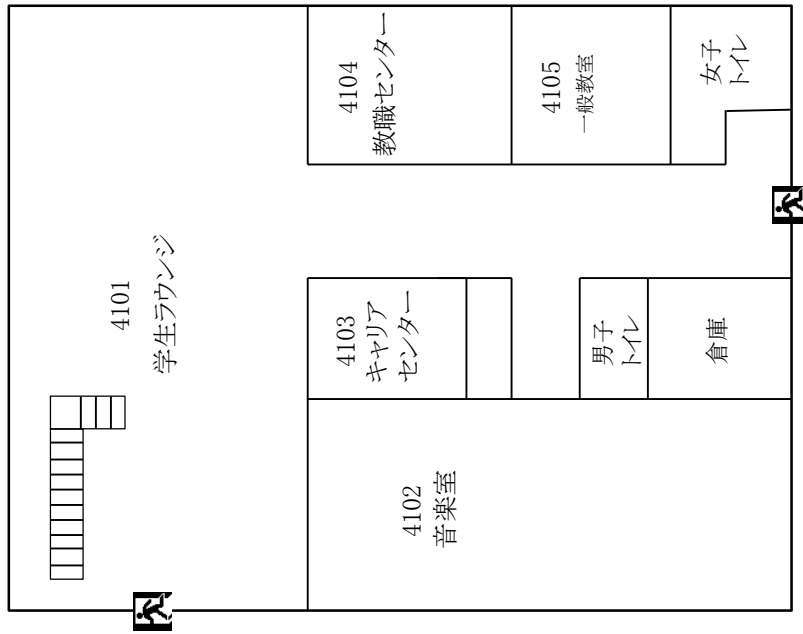 4101
学生ラウンジ
4102
音楽室
4103
キャリア
センター
4104
教職センター
4105
一般教室
女子
トイレ
男子
トイレ
倉庫